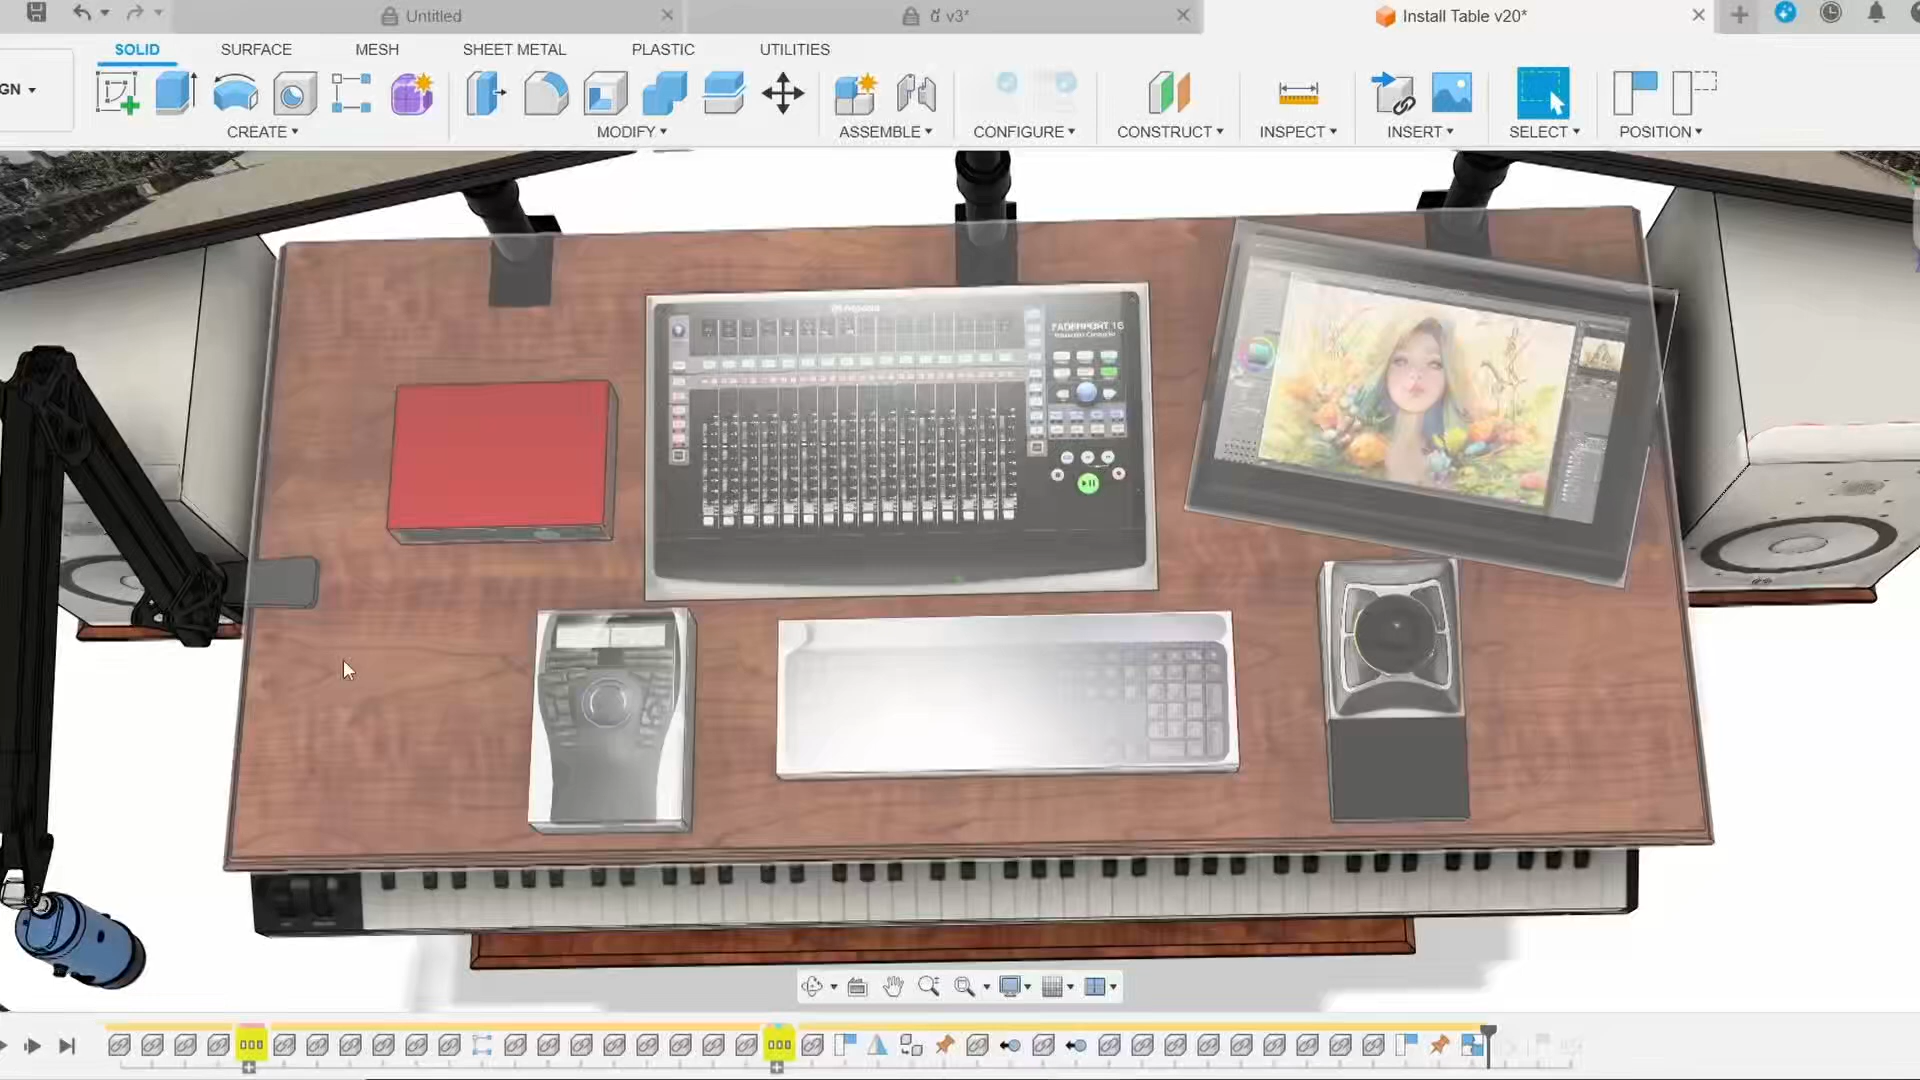 Untitled
ἅ v3*
Install Table v20*
SOLID
SURFACE
MESH
SHEET METAL
PLASTIC
UTILITIES
GN
CREATE
MODIFY
ASSEMBLE
CONFIGURE
CONSTRUCT
INSPECT
INSERT
SELECT
POSITION
FADERPORT 16